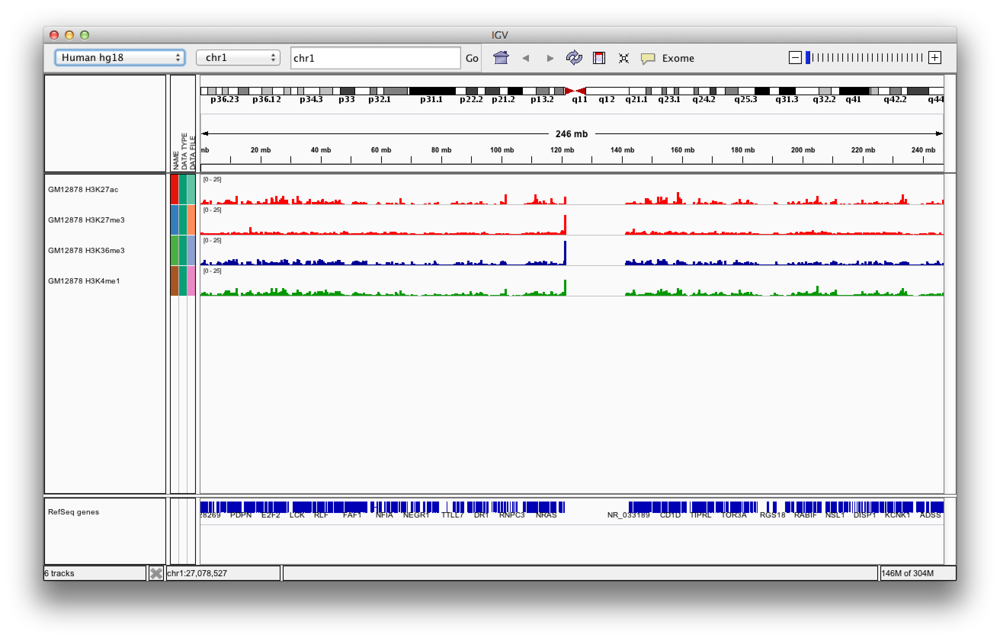 IGV
Human hg18 chr1 chr1 Go Exome
p36.23 p36.12 p34.3 p33 p32.1 p31.1 p22.2 p21.2 p13.2 q11 q12 q21.1 q23.1 q24.2 q25.3 q31.3 q32.2 q41 q42.2 q44
246 mb
NAME
DATA TYPE
DATA FILE
mb 20 mb 40 mb 60 mb 80 mb 100 mb 120 mb 140 mb 160 mb 180 mb 200 mb 220 mb 240 mb
[0 - 25]
GM12878 H3K27ac
[0 - 25]
GM12878 H3K27me3
[0 - 25]
GM12878 H3K36me3
[0 - 25]
GM12878 H3K4me1
RefSeq genes
28269 PDPN E2F2 LCK RLF FAF1 NFIA NEGR1 TTLL7 DR1 RNPC3 NRAS NR_033189 CD1D TIPRL TOR3A RGS18 RABIF NSL1 DISP1 KCNK1 ADSS
6 tracks chr1:27,078,527 146M of 304M